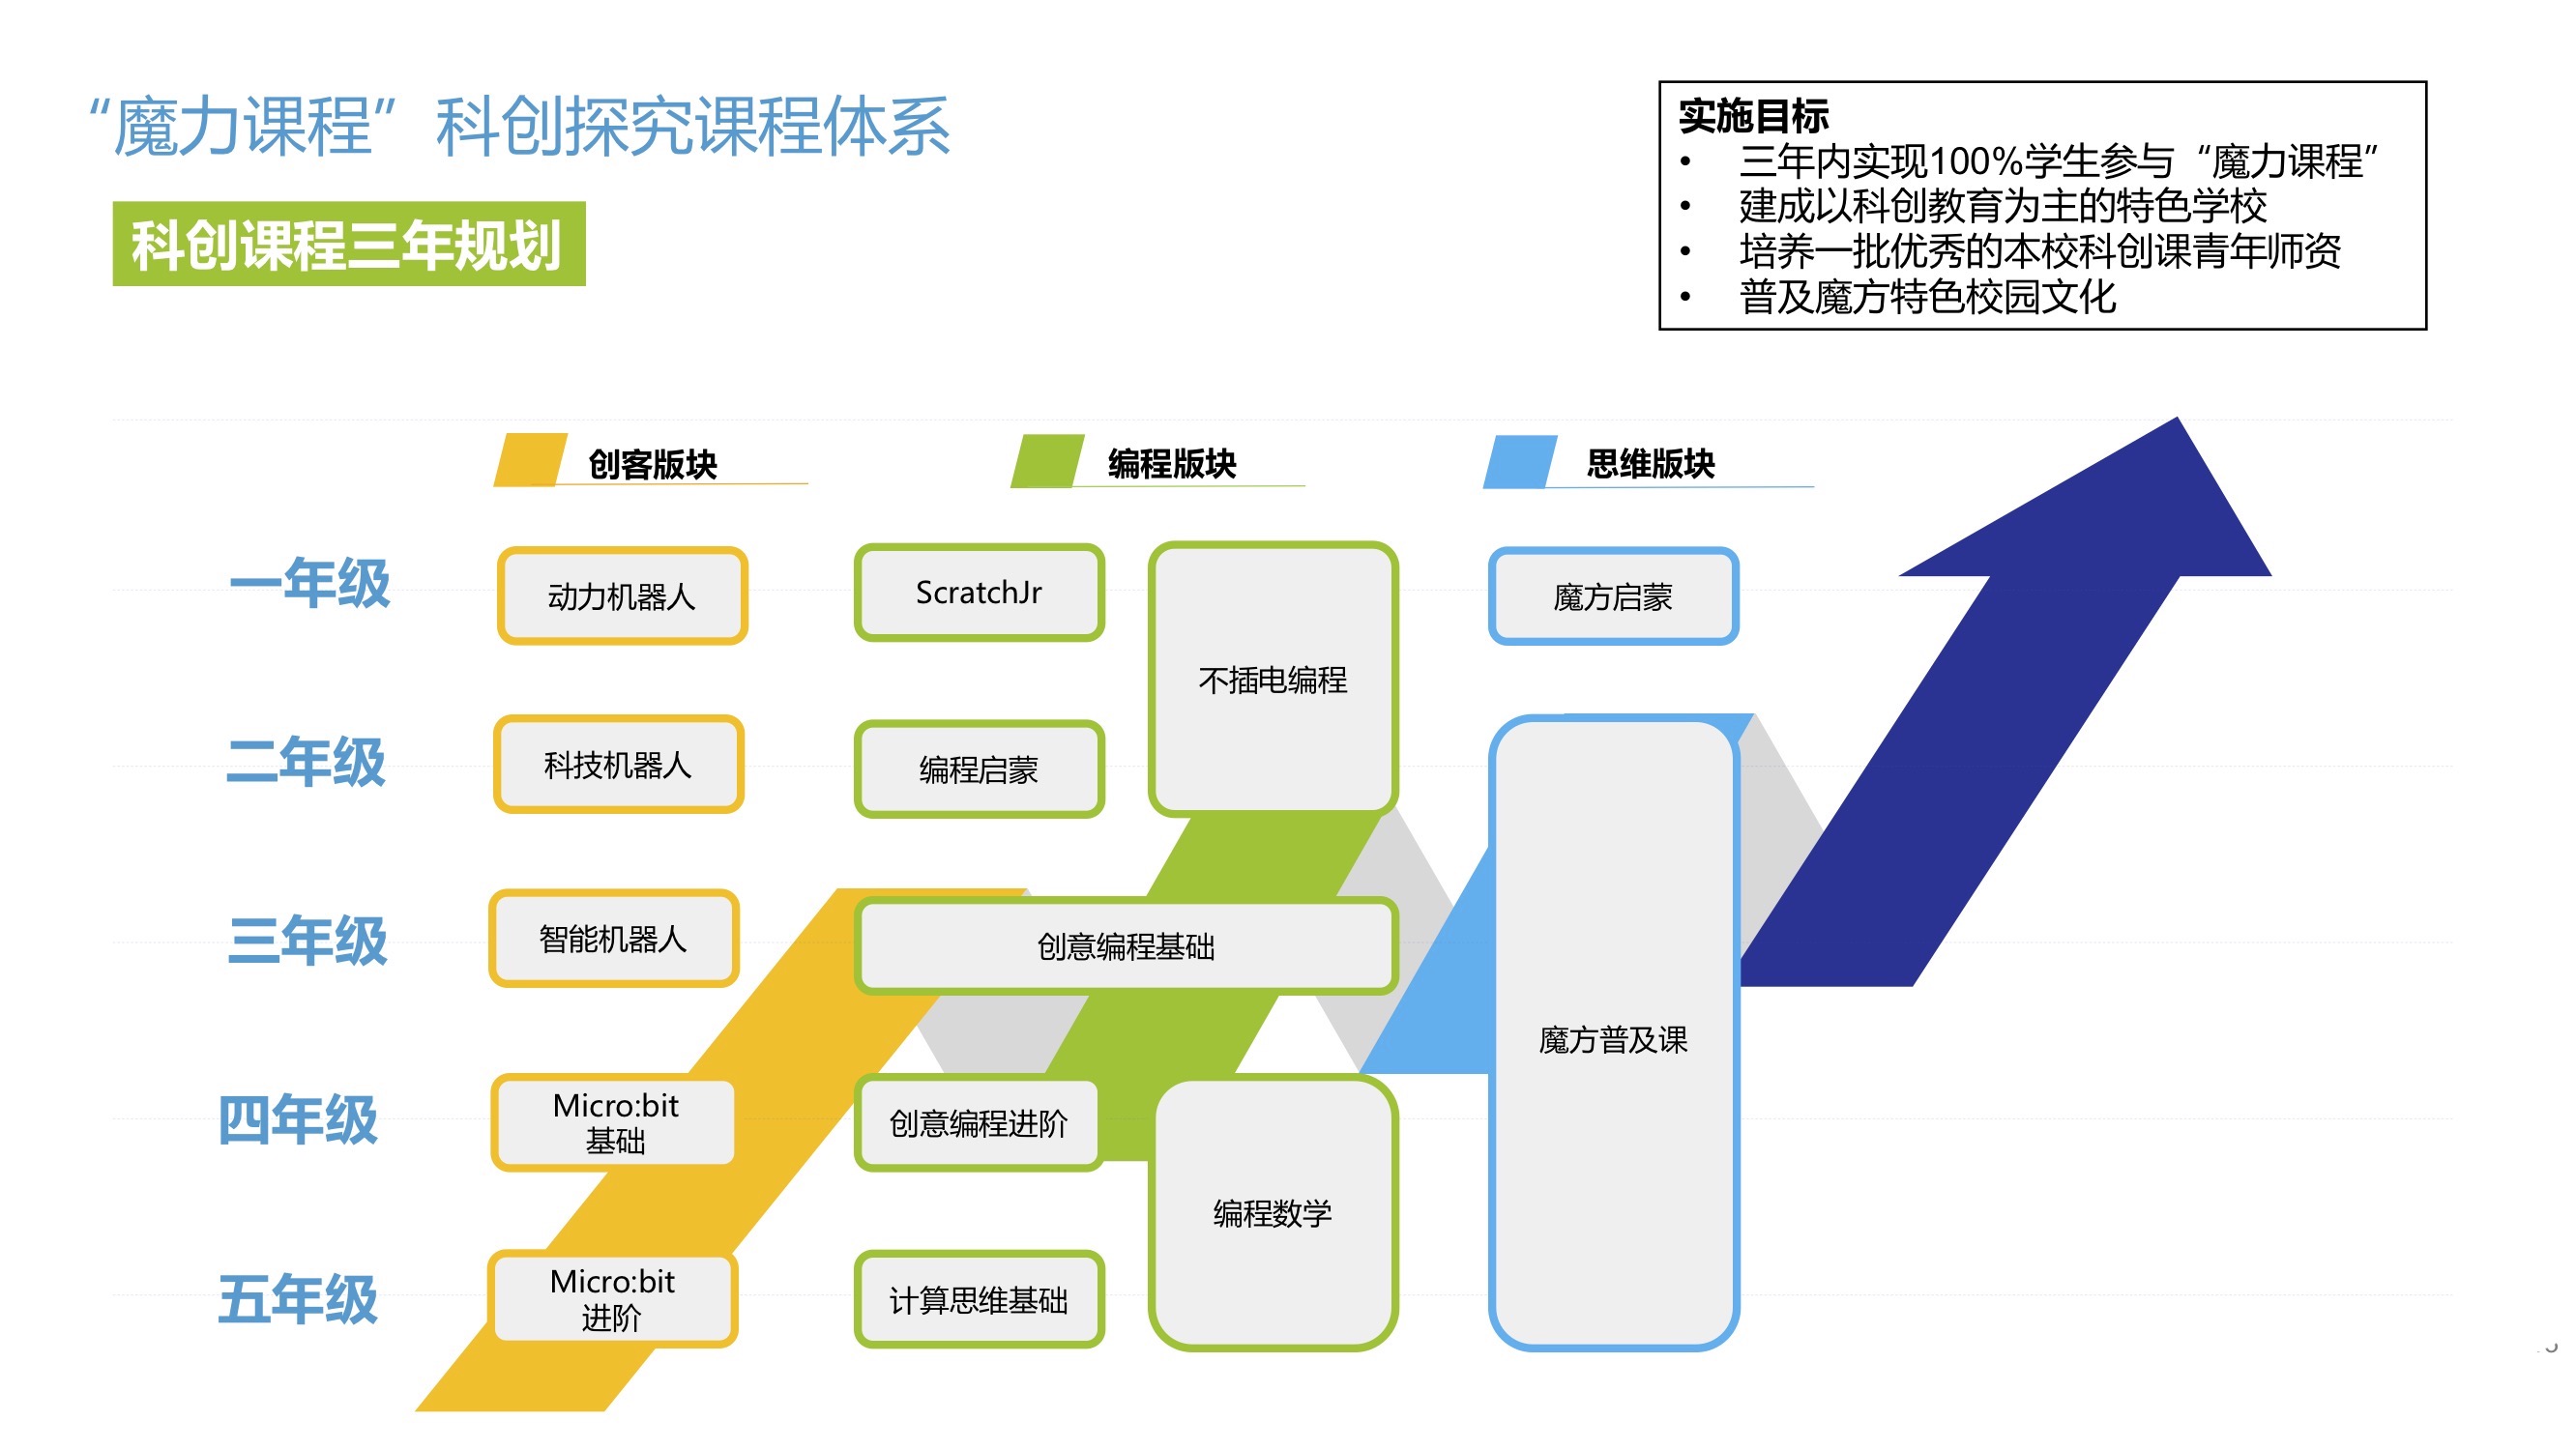 “魔力课程”科创探究课程体系
科创课程三年规划
实施目标
• 三年内实现100%学生参与“魔力课程”
• 建成以科创教育为主的特色学校
• 培养一批优秀的本校科创课青年师资
• 普及魔方特色校园文化
创客版块
编程版块
思维版块
一年级
动力机器人
ScratchJr
不插电编程
魔方启蒙
二年级
科技机器人
编程启蒙
三年级
智能机器人
创意编程基础
魔方普及课
四年级
Micro:bit
基础
创意编程进阶
编程数学
五年级
Micro:bit
进阶
计算思维基础